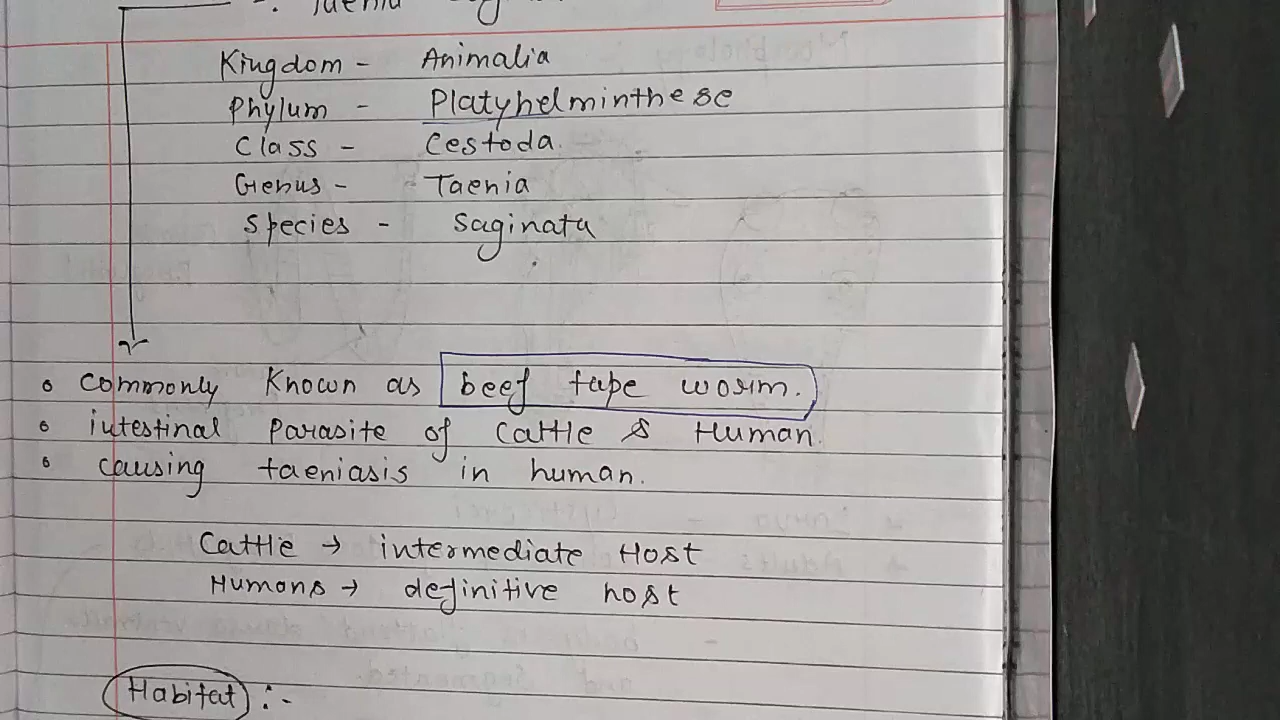 Taenia
Kingdom - Animalia
Phylum - Platyhelminthese
Class - Cestoda.
Genus - Taenia
Species - Saginata
commonly known as beef tape worm.
intestinal Parasite of cattle & Human.
causing taeniasis in human.
Cattle → intermediate Host
Humans → definitive host
Habitat :-